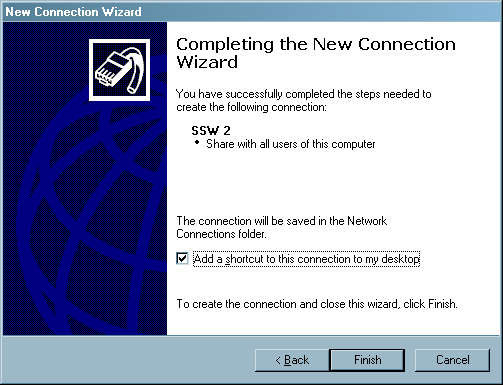 New Connection Wizard
Completing the New Connection
Wizard
You have successfully completed the steps needed to
create the following connection:
SSW 2
• Share with all users of this computer
The connection will be saved in the Network
Connections folder.
Add a shortcut to this connection to my desktop
To create the connection and close this wizard, click Finish.
< Back
Finish
Cancel